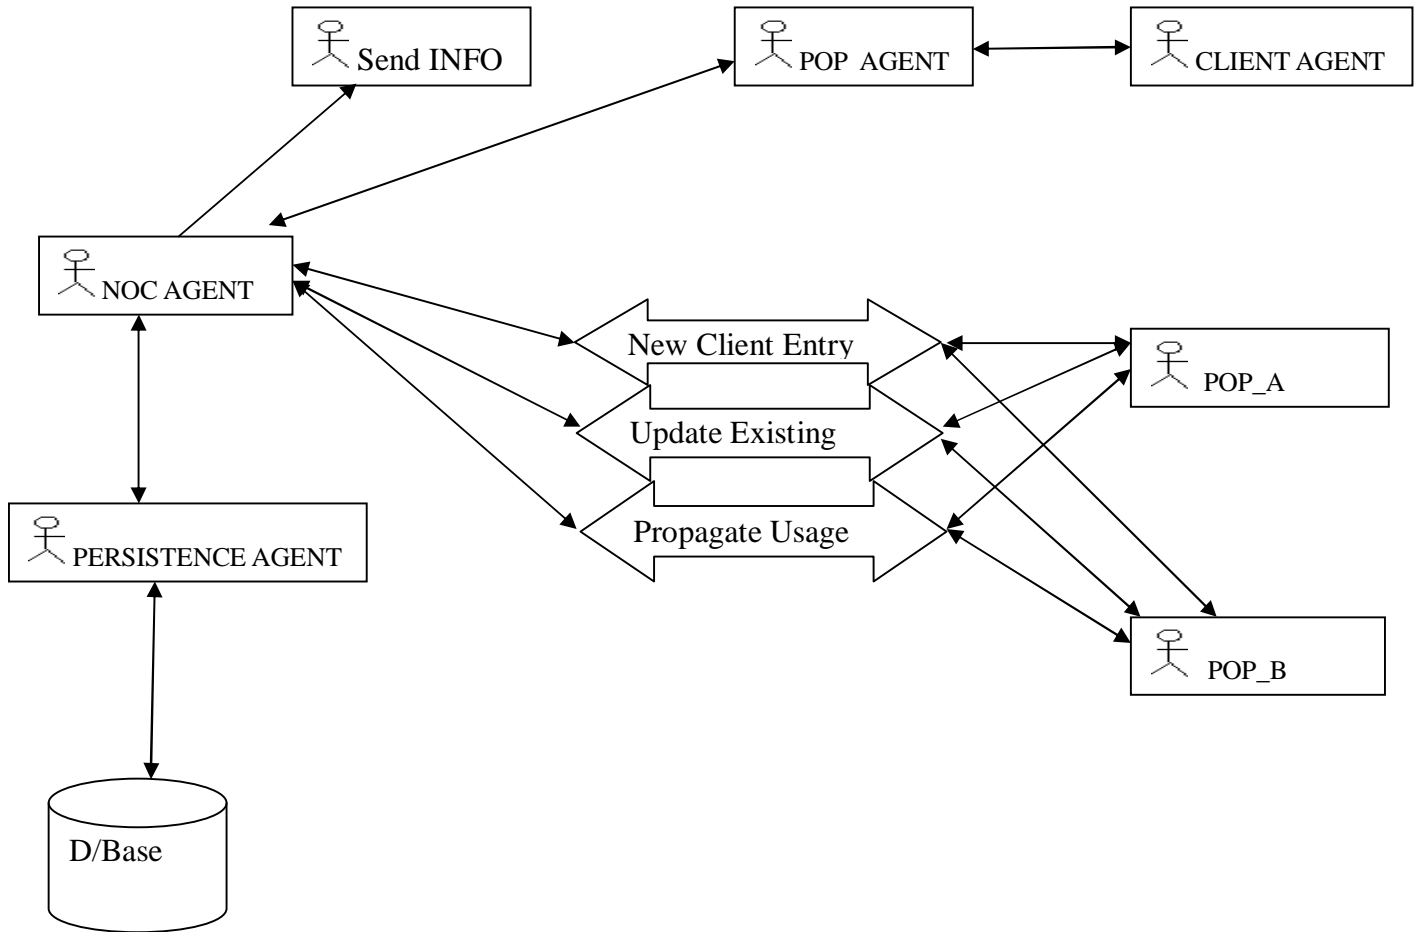 Send INFO
POP AGENT
CLIENT AGENT
NOC AGENT
New Client Entry
POP_A
Update Existing
Propagate Usage
PERSISTENCE AGENT
POP_B
D/Base